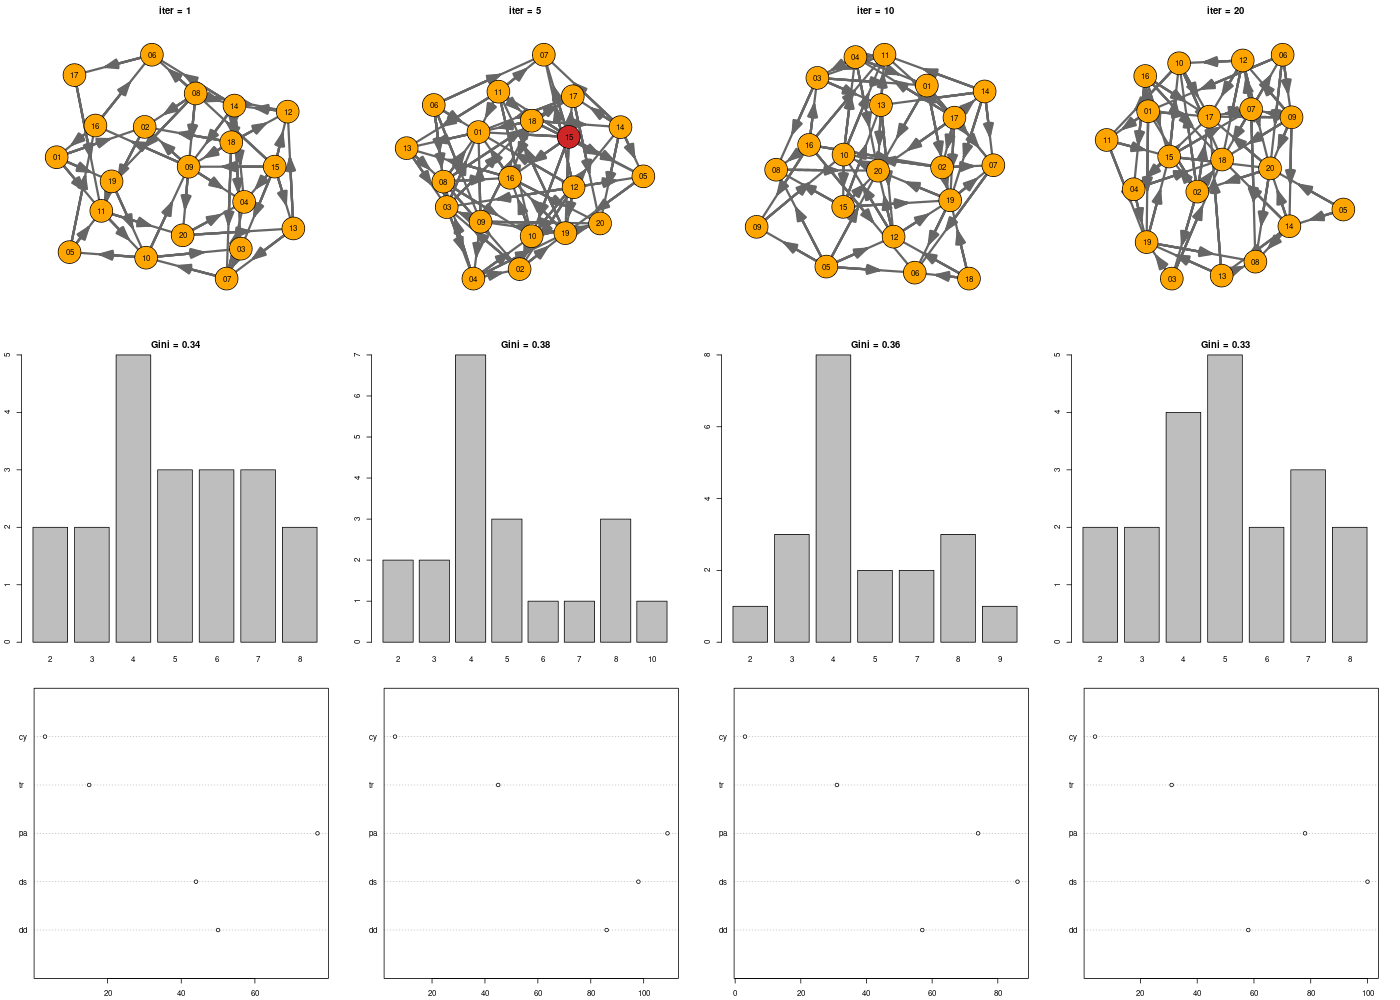 iter = 1
iter = 5
iter = 10
iter = 20
06
17
08
14
12
16
02
18
01
09
15
19
04
11
20
13
05
10
03
07
07
11
17
06
18
14
01
15
13
16
08
12
05
03
09
10
19
20
02
04
04
11
03
01
14
13
17
16
10
08
20
02
07
15
19
09
12
05
06
18
10
12
06
16
01
17
07
09
11
15
18
20
04
02
05
14
19
08
03
13
Gini = 0.34
Gini = 0.38
Gini = 0.36
Gini = 0.33
0 1 2 3 4 5
2 3 4 5 6 7 8
0 1 2 3 4 5 6 7
2 3 4 5 6 7 8 10
0 2 4 6 8
2 3 4 5 7 8 9
0 1 2 3 4 5
2 3 4 5 6 7 8
cy
tr
pa
ds
dd
20 40 60
cy
tr
pa
ds
dd
20 40 60 80 100
cy
tr
pa
ds
dd
0 20 40 60 80
cy
tr
pa
ds
dd
20 40 60 80 100